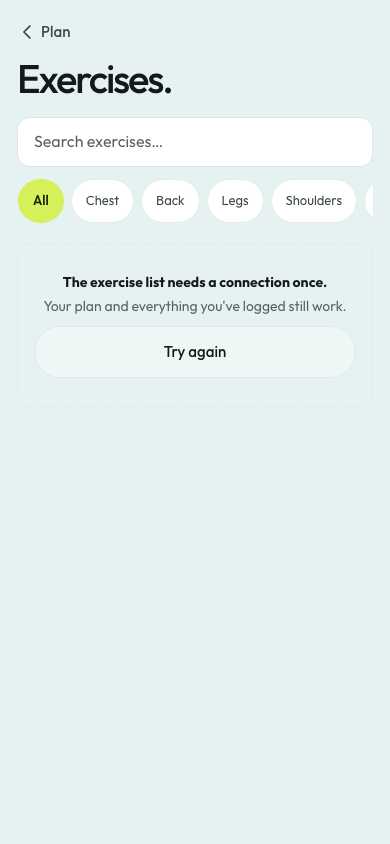 Plan
Exercises.
Search exercises...
All
Chest
Back
Legs
Shoulders
The exercise list needs a connection once.
Your plan and everything you've logged still work.
Try again